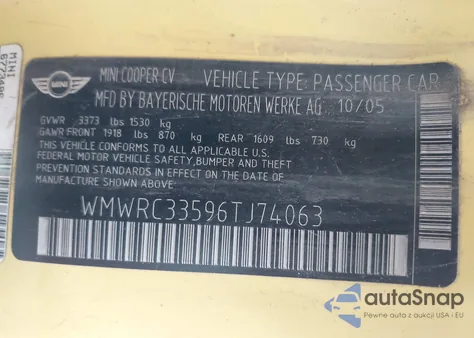 MINI
MINI
MINI COOPER CV
VEHICLE TYPE: PASSENGER CAR
MFD BY BAYERISCHE MOTOREN WERKE AG 10/05
GVWR 3373 lbs 1530 kg
GAWR FRONT 1918 lbs 870 kg REAR 1609 lbs 730 kg
THIS VEHICLE CONFORMS TO ALL APPLICABLE U.S.
FEDERAL MOTOR VEHICLE SAFETY,BUMPER AND THEFT
PREVENTION STANDARDS IN EFFECT ON THE DATE OF
MANUFACTURE SHOWN ABOVE.
WMWRC33596TJ74063
autoSnap
Pewne auta z aukcji USA i EU